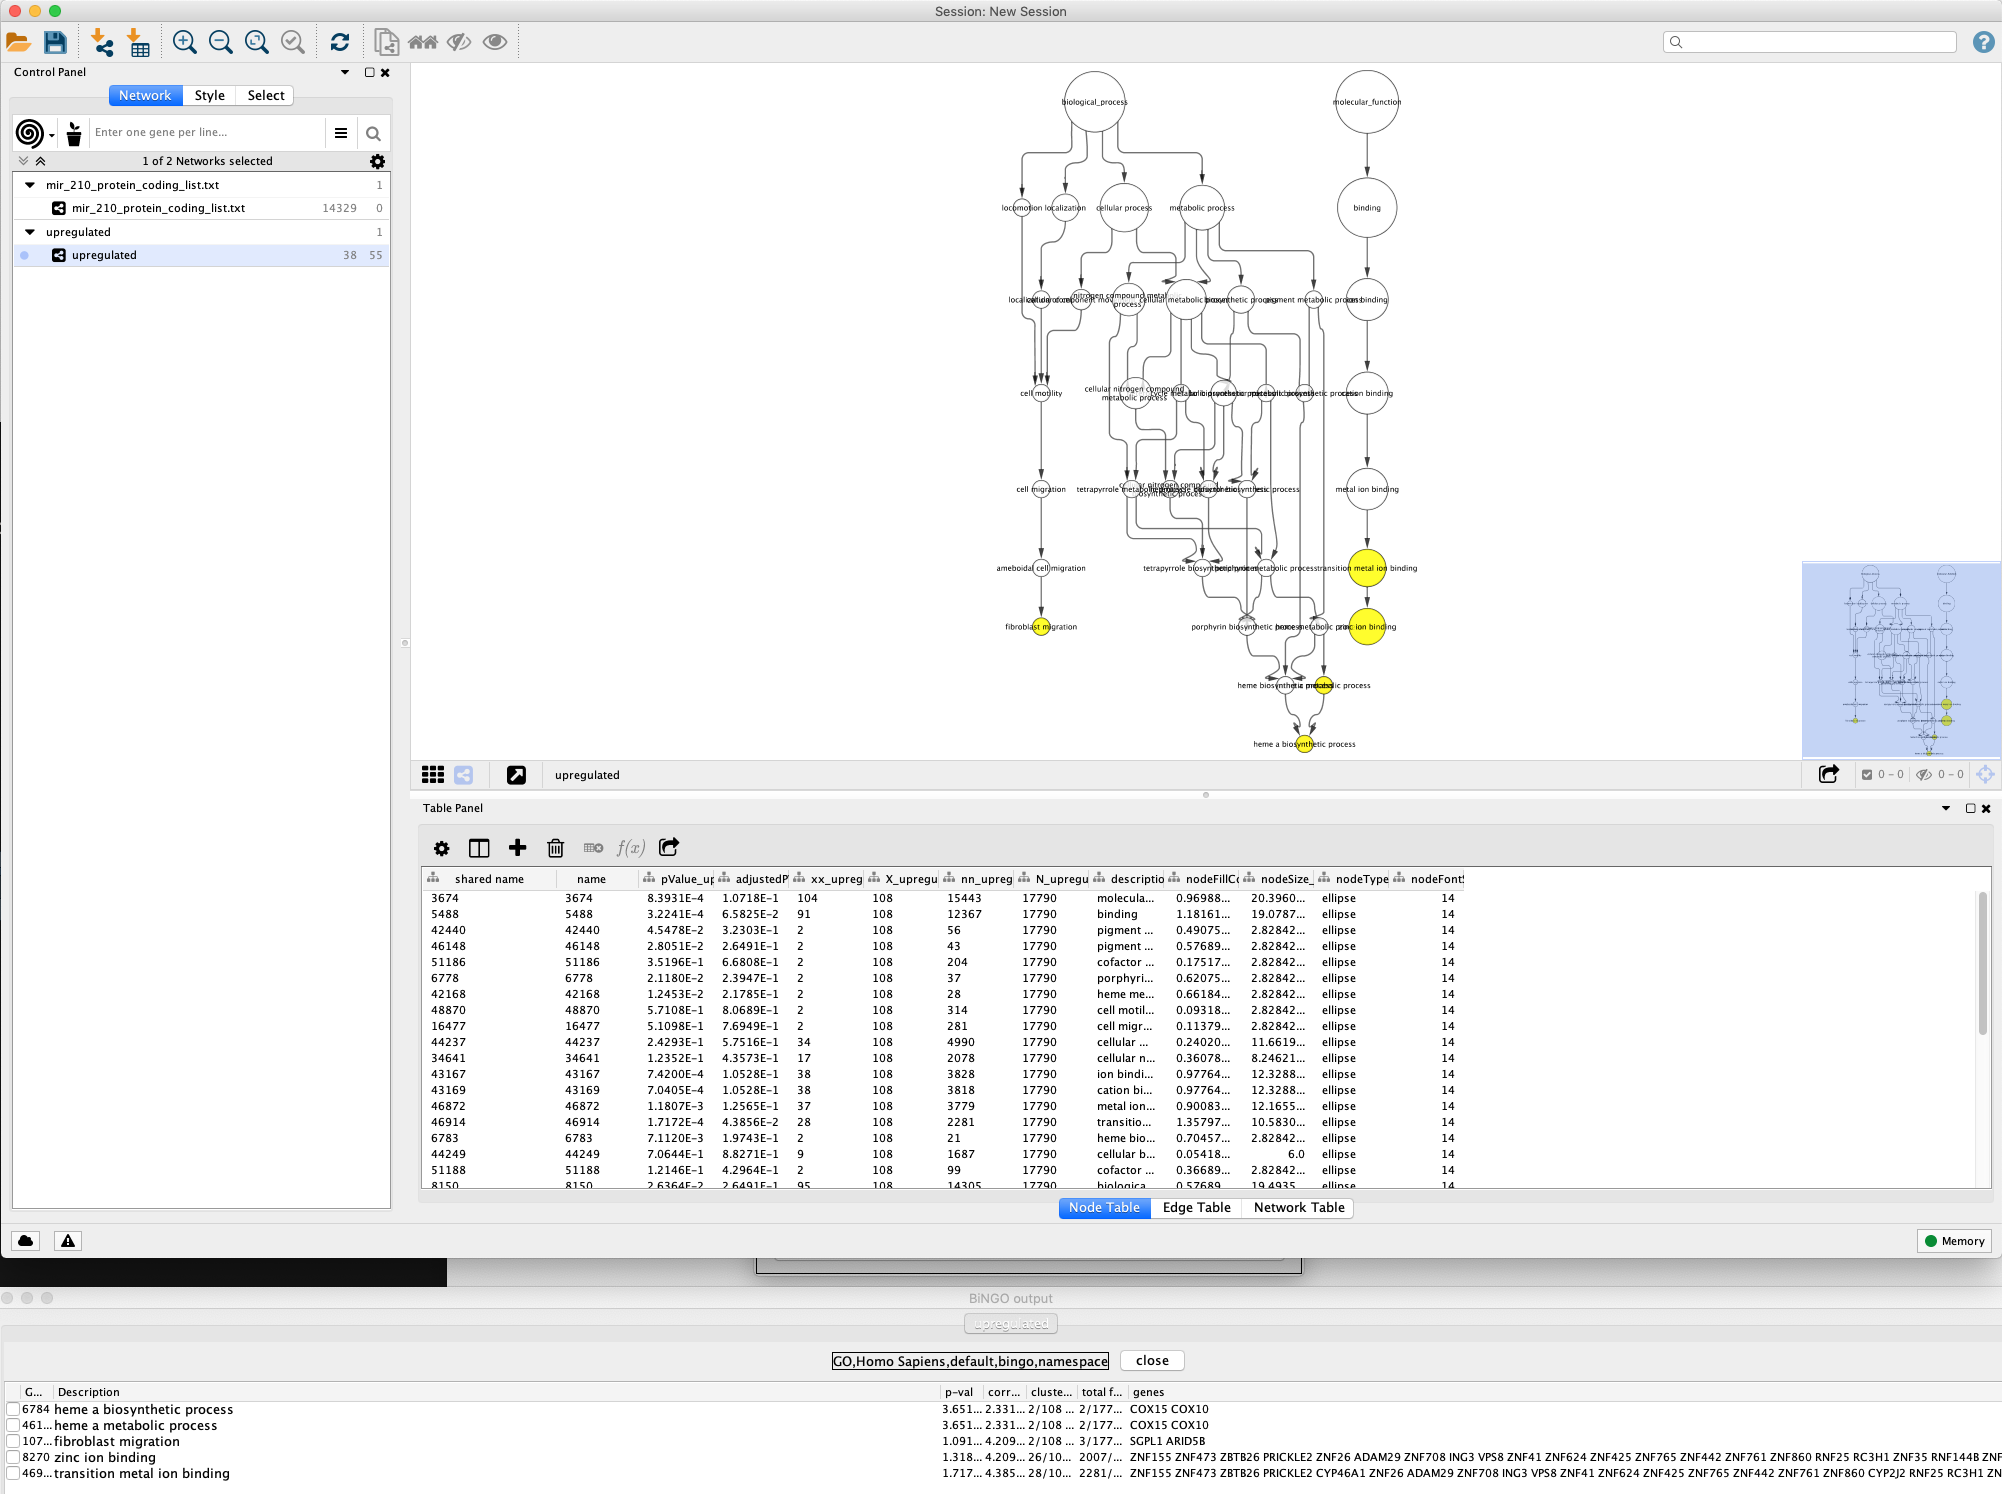 Session: New Session
Control Panel
Network Style Select
Enter one gene per line...
1 of 2 Networks selected
mir_210_protein_coding_list.txt 1
mir_210_protein_coding_list.txt 14329 0
upregulated 1
upregulated 38 55
biological_process molecular_function
locomotion localization cellular process metabolic process binding
nitrogen compound metal
process
cell motility
cell migration metal ion binding
ameboidal cell migration transition metal ion binding
fibroblast migration porphyrin biosynthetic process zinc ion binding
heme a biosynthetic process
upregulated
0 - 0 0 - 0
Table Panel
f(x)
shared name name pValue_up adjustedP xx_upreg X_upregu nn_upreg N_upregu descriptio nodeFillCo nodeSize_ nodeType nodeFontS
3674 3674 8.3931E-4 1.0718E-1 104 108 15443 17790 molecula... 0.96988... 20.3960... ellipse 14
5488 5488 3.2241E-4 6.5825E-2 91 108 12367 17790 binding 1.18161... 19.0787... ellipse 14
42440 42440 4.5478E-2 3.2303E-1 2 108 56 17790 pigment ... 0.49075... 2.82842... ellipse 14
46148 46148 2.8051E-2 2.6491E-1 2 108 43 17790 pigment ... 0.57689... 2.82842... ellipse 14
51186 51186 3.5196E-1 6.6808E-1 2 108 204 17790 cofactor ... 0.17517... 2.82842... ellipse 14
6778 6778 2.1180E-2 2.3947E-1 2 108 37 17790 porphyri... 0.62075... 2.82842... ellipse 14
42168 42168 1.2453E-2 2.1785E-1 2 108 28 17790 heme me... 0.66184... 2.82842... ellipse 14
48870 48870 5.7108E-1 8.0689E-1 2 108 314 17790 cell motil... 0.09318... 2.82842... ellipse 14
16477 16477 5.1098E-1 7.6949E-1 2 108 281 17790 cell migr... 0.11379... 2.82842... ellipse 14
44237 44237 2.4293E-1 5.7516E-1 34 108 4990 17790 cellular ... 0.24020... 11.6619... ellipse 14
34641 34641 1.2352E-1 4.3573E-1 17 108 2078 17790 cellular n... 0.36078... 8.24621... ellipse 14
43167 43167 7.4200E-4 1.0528E-1 38 108 3828 17790 ion bindi... 0.97764... 12.3288... ellipse 14
43169 43169 7.0405E-4 1.0528E-1 38 108 3818 17790 cation bi... 0.97764... 12.3288... ellipse 14
46872 46872 1.1807E-3 1.2565E-1 37 108 3779 17790 metal ion... 0.90083... 12.1655... ellipse 14
46914 46914 1.7172E-4 4.3856E-2 28 108 2281 17790 transitio... 1.35797... 10.5830... ellipse 14
6783 6783 7.1120E-3 1.9743E-1 2 108 21 17790 heme bio... 0.70457... 2.82842... ellipse 14
44249 44249 7.0644E-1 8.8271E-1 9 108 1687 17790 cellular b... 0.05418... 6.0 ellipse 14
51188 51188 1.2146E-1 4.2964E-1 2 108 99 17790 cofactor ... 0.36689... 2.82842... ellipse 14
8150 8150 2.6364E-2 2.6491E-1 95 108 14305 17790 biologica... 0.57689... 19.4935... ellipse 14
Node Table Edge Table Network Table
Memory
BiNGO output
upregulated
GO,Homo Sapiens,default,bingo,namespace close
G... Description p-val corr... cluste... total f... genes
6784 heme a biosynthetic process 3.651... 2.331... 2/108 ... 2/177... COX15 COX10
461... heme a metabolic process 3.651... 2.331... 2/108 ... 2/177... COX15 COX10
107... fibroblast migration 1.091... 4.209... 2/108 ... 3/177... SGPL1 ARID5B
8270 zinc ion binding 1.318... 4.209... 26/10... 2007/... ZNF155 ZNF473 ZBTB26 PRICKLE2 ZNF26 ADAM29 ZNF708 ING3 VPS8 ZNF41 ZNF624 ZNF425 ZNF765 ZNF442 ZNF761 ZNF860 RNF25 RC3H1 ZNF35 RNF144B ZNF
469... transition metal ion binding 1.717... 4.385... 28/10... 2281/... ZNF155 ZNF473 ZBTB26 PRICKLE2 CYP46A1 ZNF26 ADAM29 ZNF708 ING3 VPS8 ZNF41 ZNF624 ZNF425 ZNF765 ZNF442 ZNF761 ZNF860 CYP2J2 RNF25 RC3H1 ZN